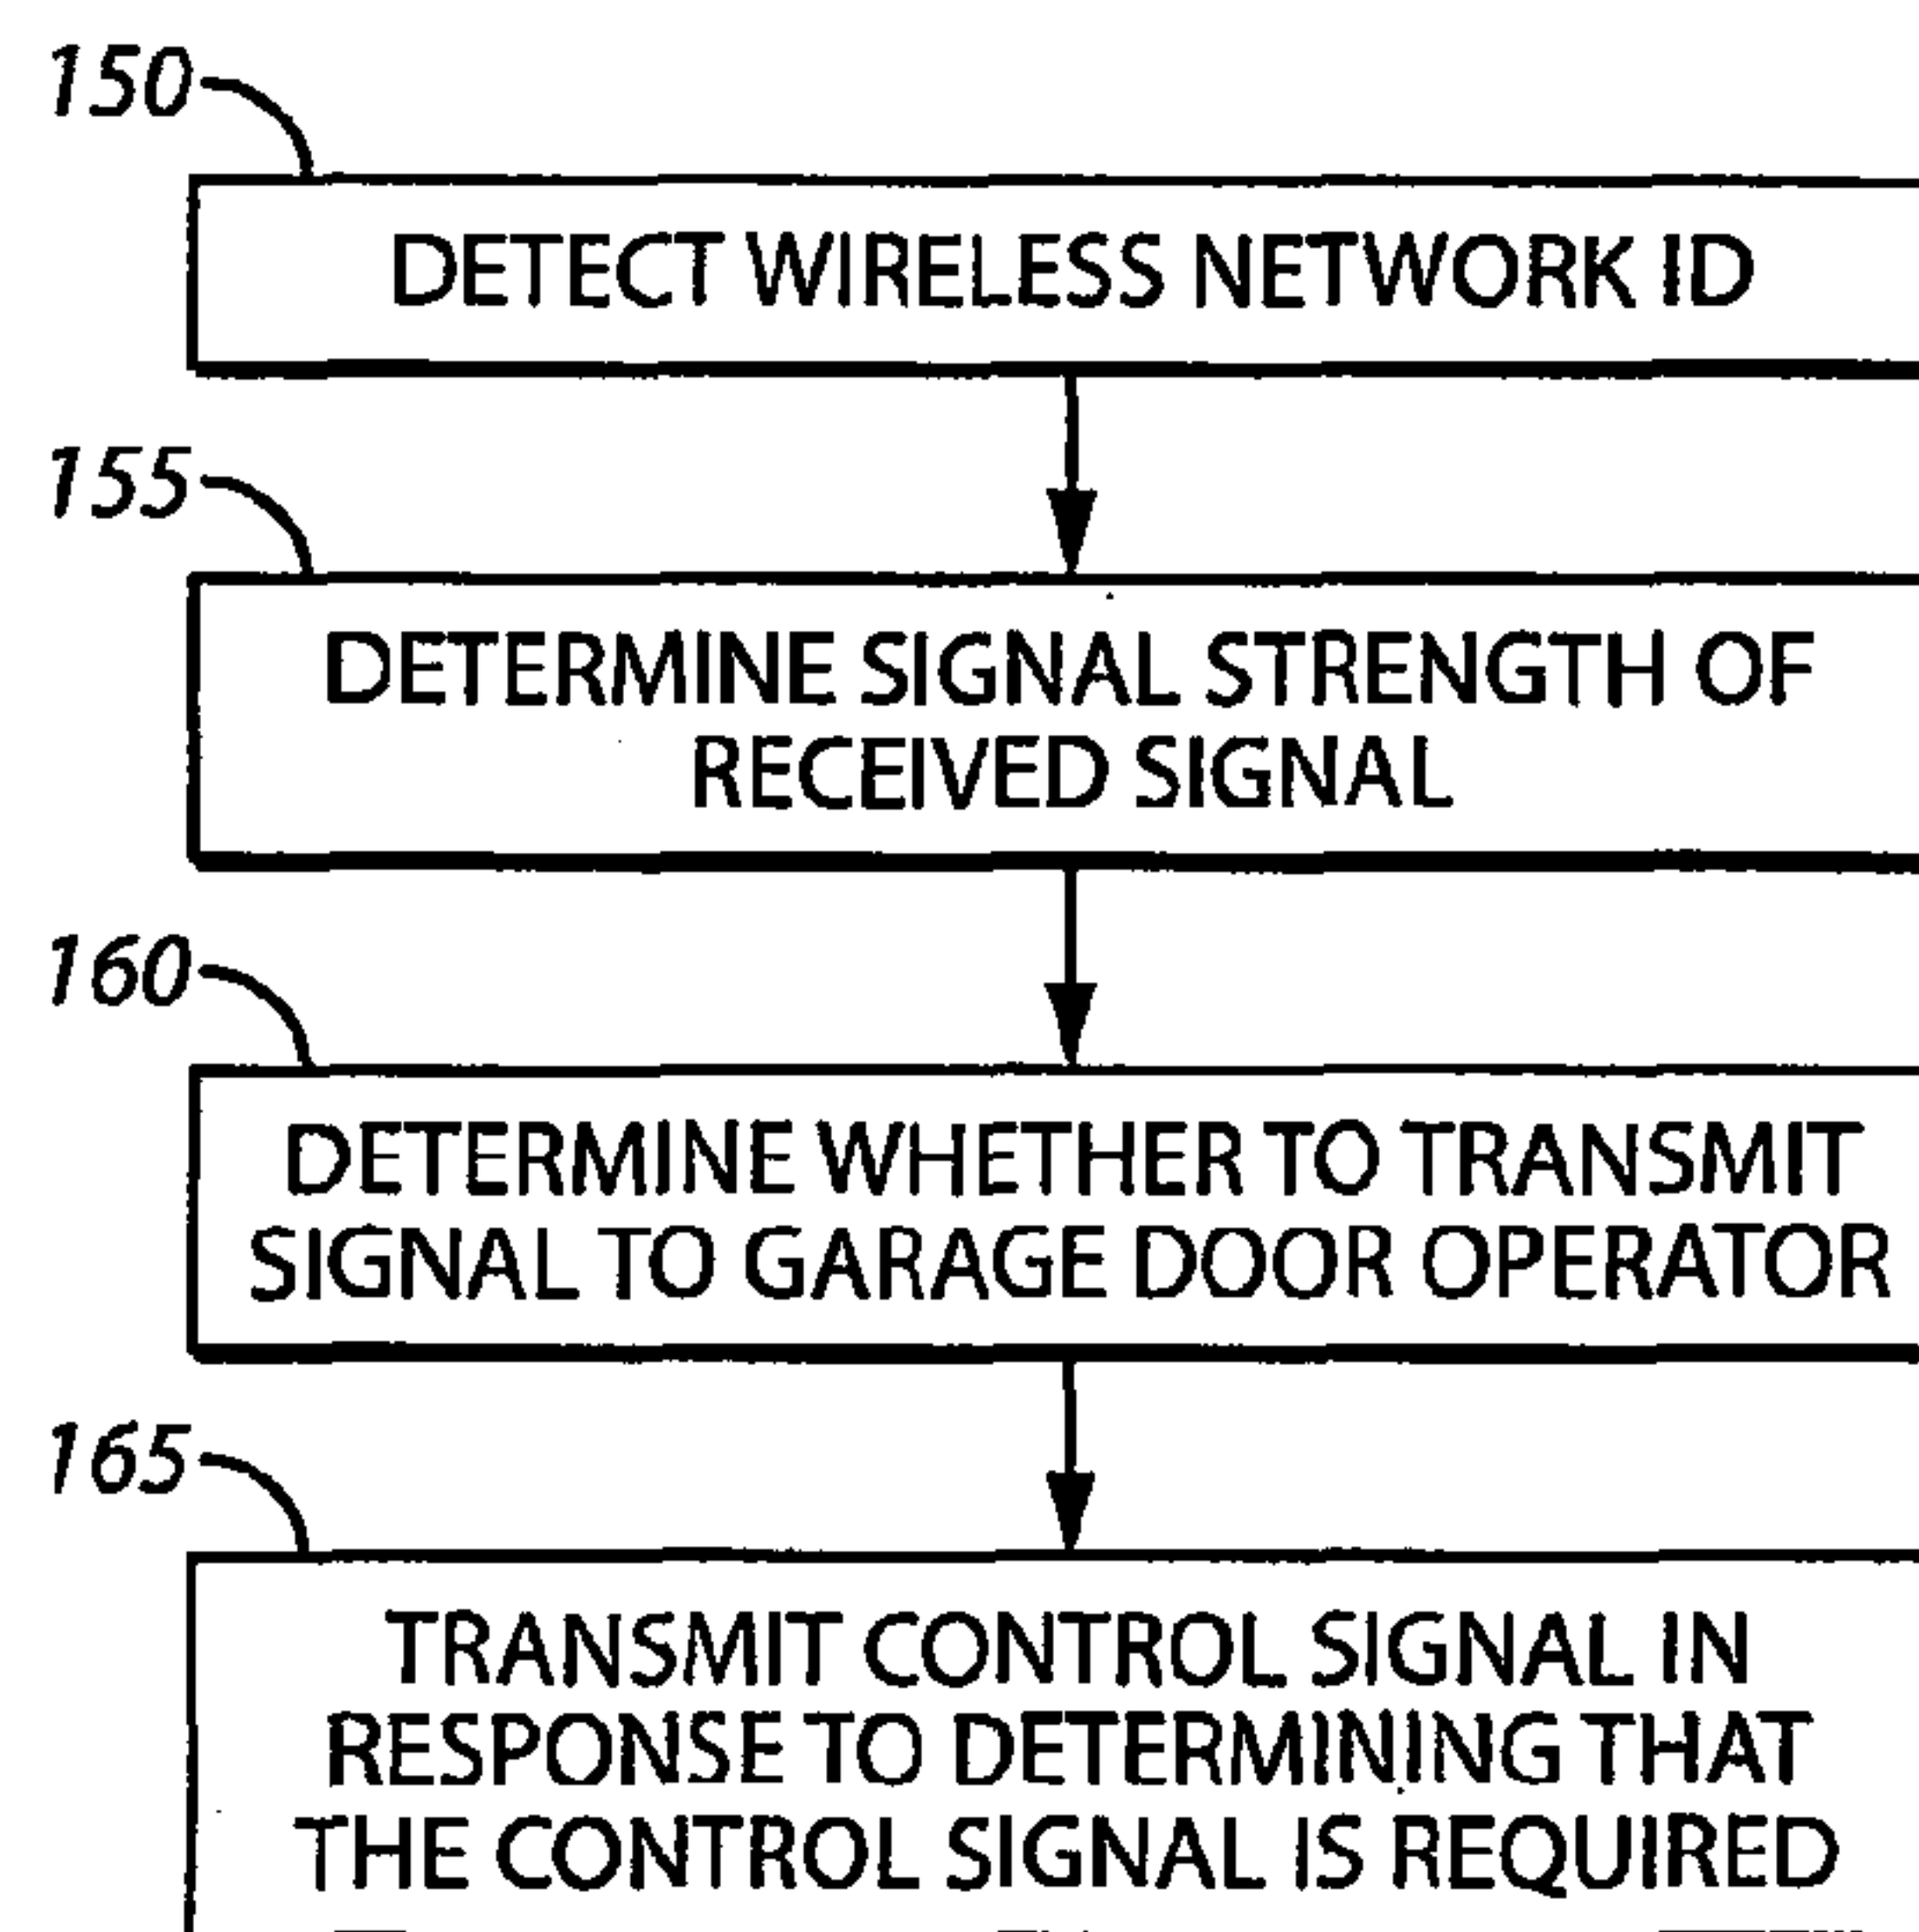 150
DETECT WIRELESS NETWORK ID
155
DETERMINE SIGNAL STRENGTH OF
RECEIVED SIGNAL
160
DETERMINE WHETHER TO TRANSMIT
SIGNAL TO GARAGE DOOR OPERATOR
165
TRANSMIT CONTROL SIGNAL IN
RESPONSE TO DETERMINING THAT
THE CONTROL SIGNAL IS REQUIRED